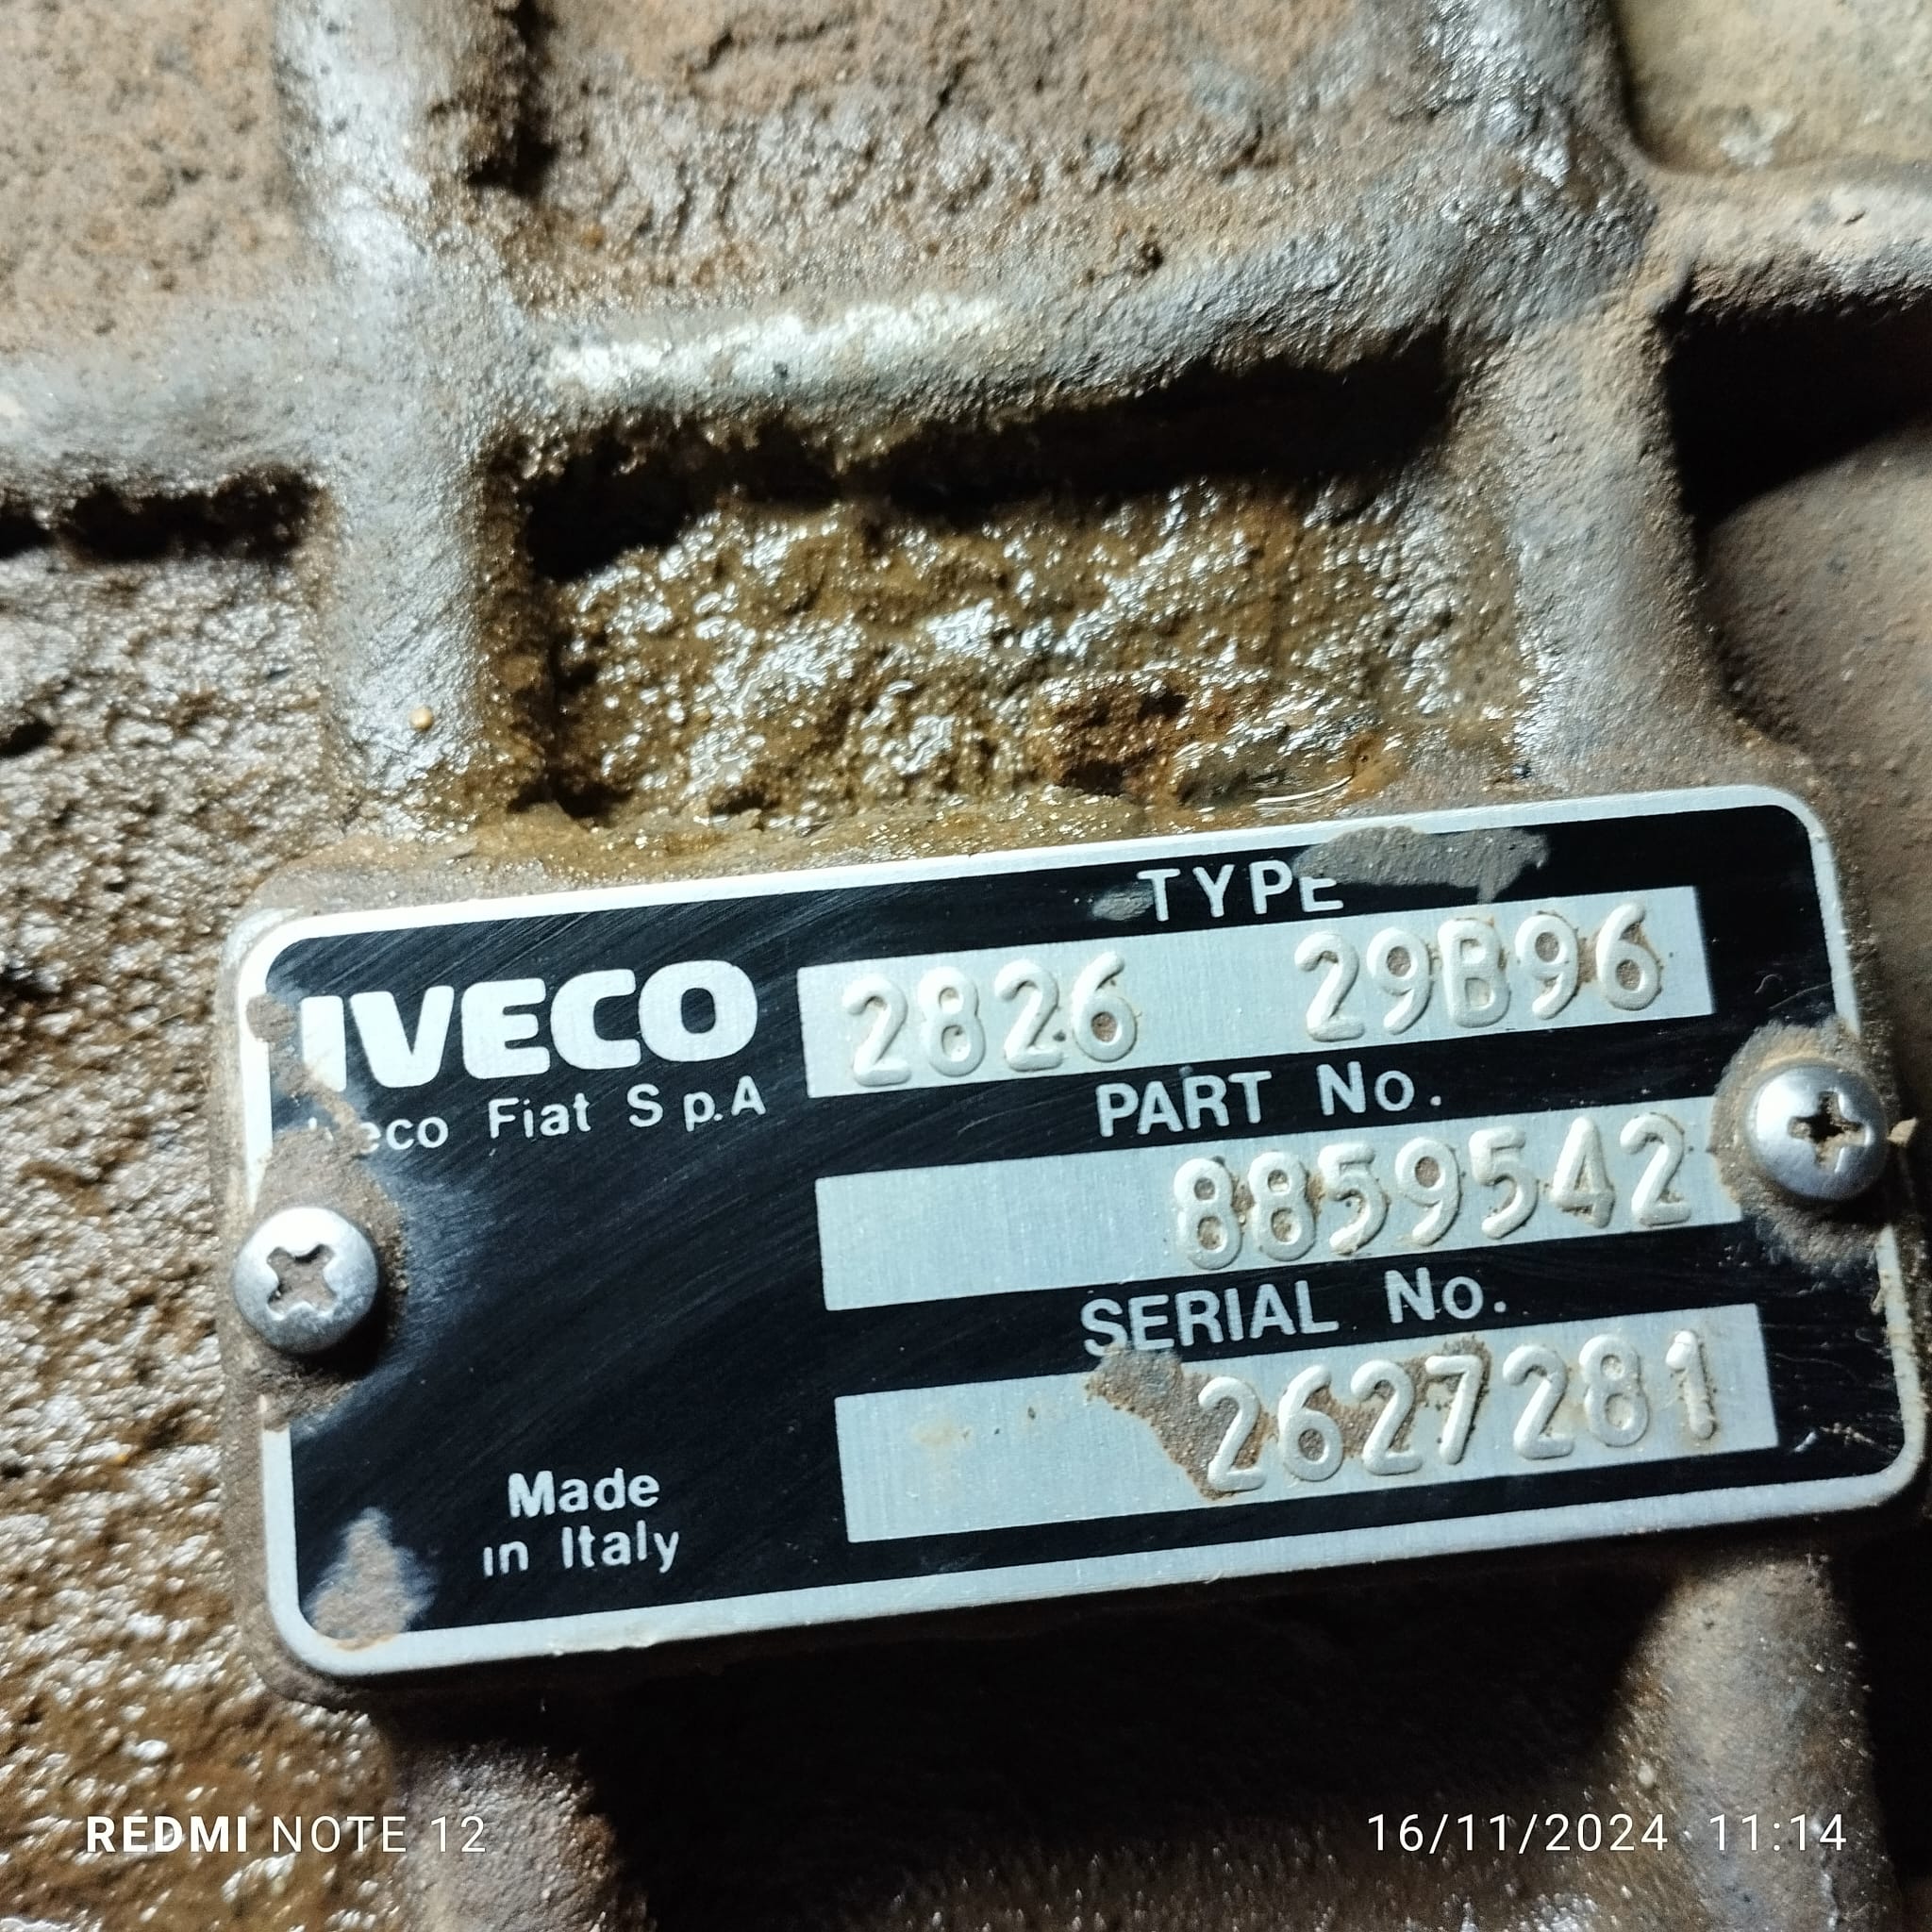 TYPE
IVECO 2826 29B96
Fiat S p.A PART No.
8859542
SERIAL No.
2627281
Made
in Italy
REDMI NOTE 12 16/11/2024 11:14